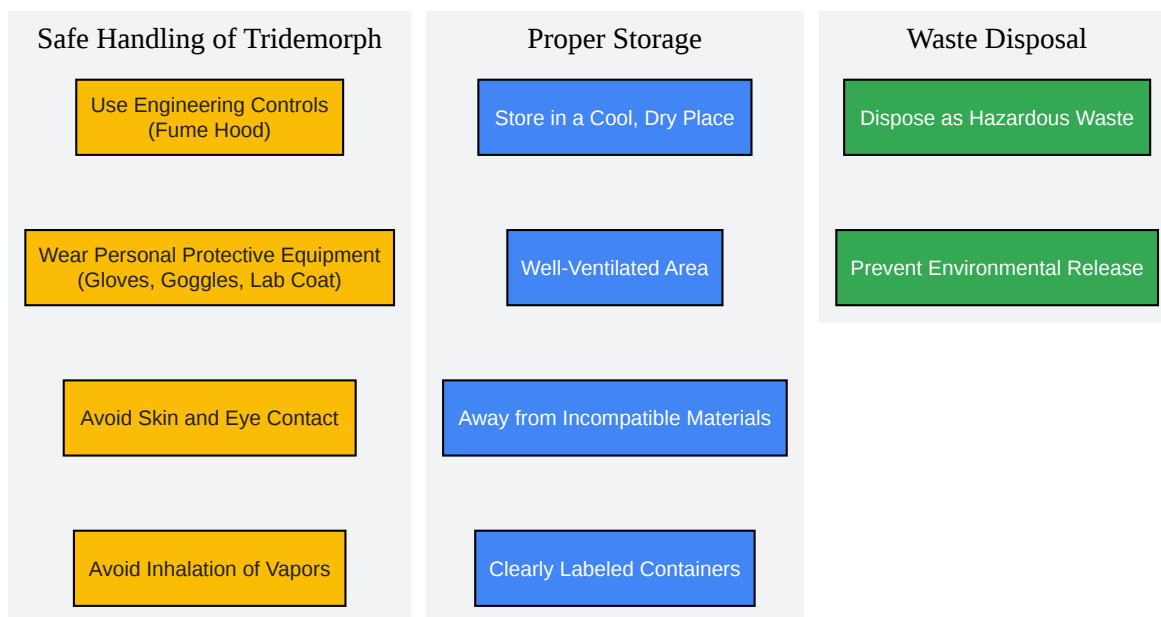 Safe Handling of Tridemorph
Use Engineering Controls
(Fume Hood)
Wear Personal Protective Equipment
(Gloves, Goggles, Lab Coat)
Avoid Skin and Eye Contact
Avoid Inhalation of Vapors
Proper Storage
Store in a Cool, Dry Place
Well-Ventilated Area
Away from Incompatible Materials
Clearly Labeled Containers
Waste Disposal
Dispose as Hazardous Waste
Prevent Environmental Release